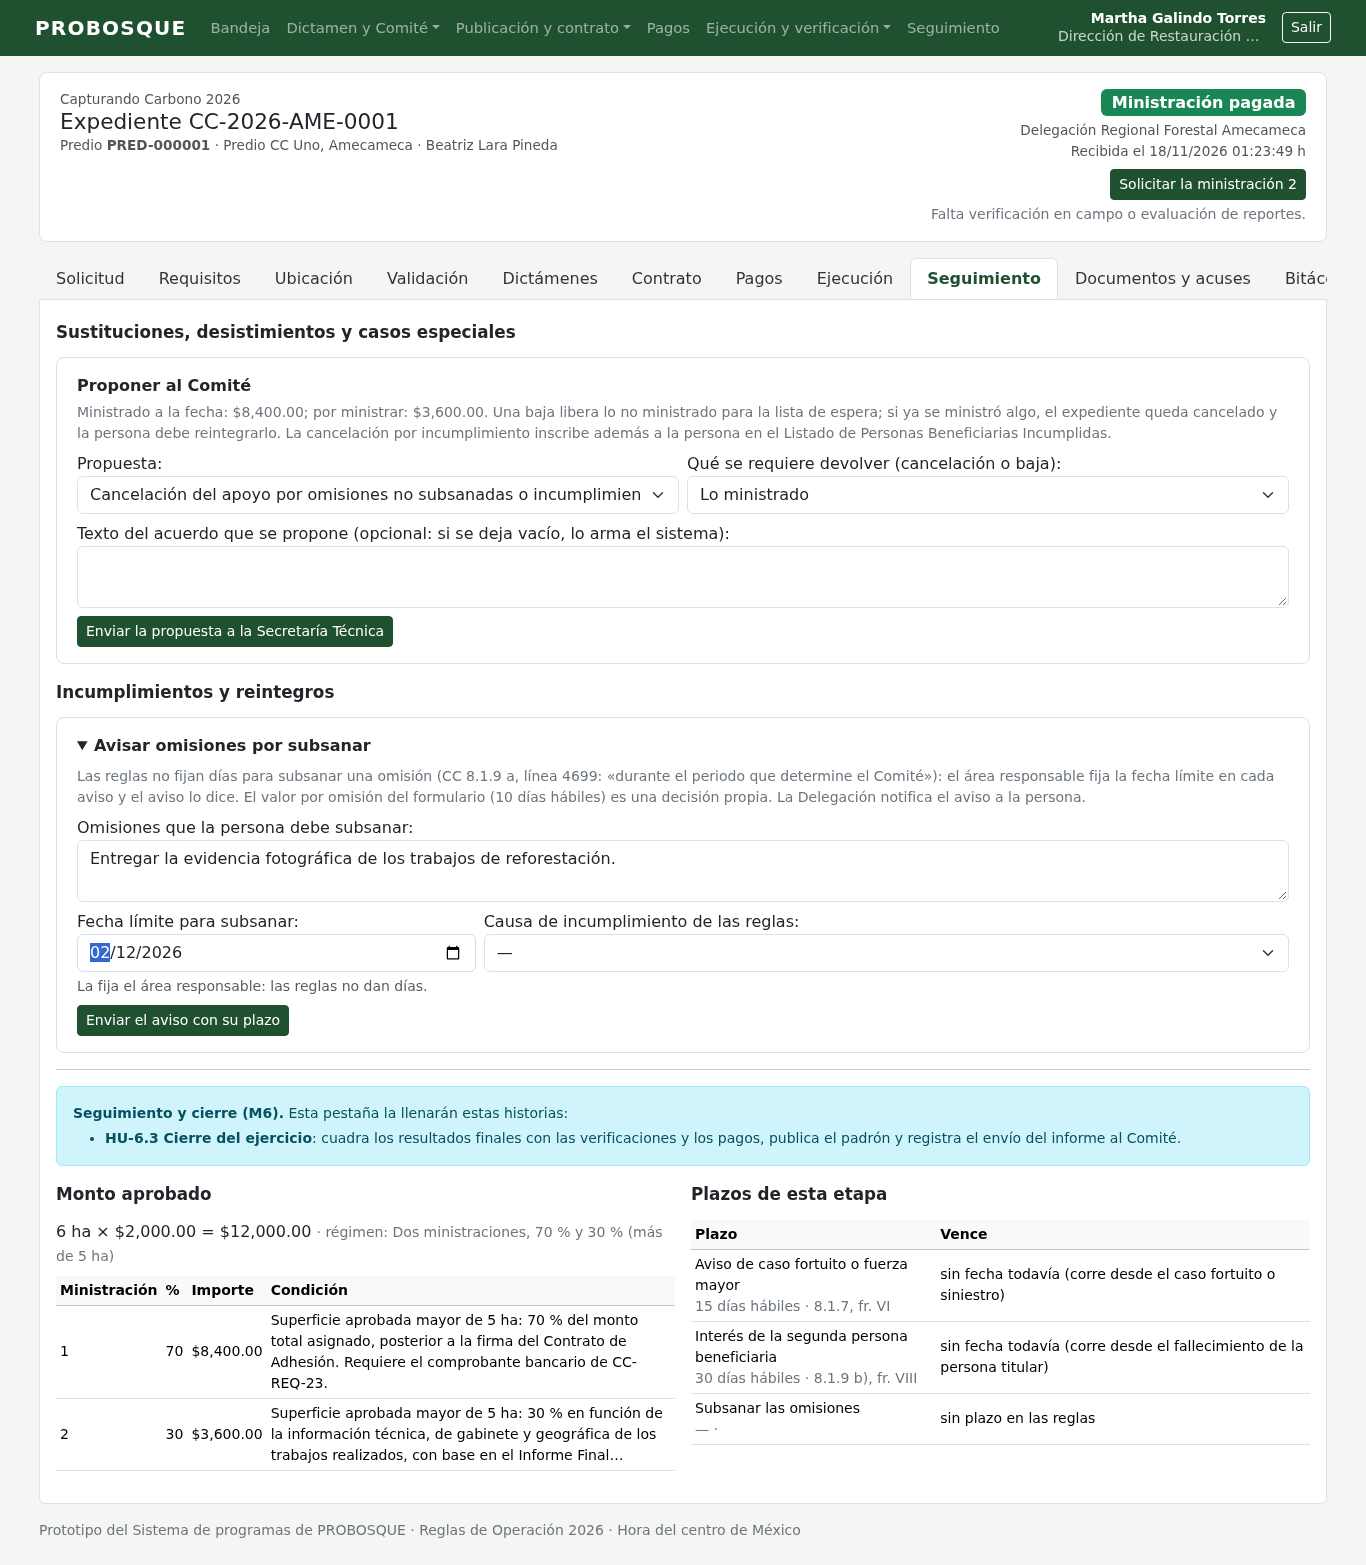 PROBOSQUE
Bandeja
Dictamen y Comité
Publicación y contrato
Pagos
Ejecución y verificación
Seguimiento
Martha Galindo Torres
Dirección de Restauración ...
Salir
Capturando Carbono 2026
Expediente CC-2026-AME-0001
Predio PRED-000001 · Predio CC Uno, Amecameca · Beatriz Lara Pineda
Ministración pagada
Delegación Regional Forestal Amecameca
Recibida el 18/11/2026 01:23:49 h
Solicitar la ministración 2
Falta verificación en campo o evaluación de reportes.
Solicitud
Requisitos
Ubicación
Validación
Dictámenes
Contrato
Pagos
Ejecución
Seguimiento
Documentos y acuses
Bitác
Sustituciones, desistimientos y casos especiales
Proponer al Comité
Ministrado a la fecha: $8,400.00; por ministrar: $3,600.00. Una baja libera lo no ministrado para la lista de espera; si ya se ministró algo, el expediente queda cancelado y
la persona debe reintegrarlo. La cancelación por incumplimiento inscribe además a la persona en el Listado de Personas Beneficiarias Incumplidas.
Propuesta:
Qué se requiere devolver (cancelación o baja):
Cancelación del apoyo por omisiones no subsanadas o incumplimien
Lo ministrado
Texto del acuerdo que se propone (opcional: si se deja vacío, lo arma el sistema):
Enviar la propuesta a la Secretaría Técnica
Incumplimientos y reintegros
▼ Avisar omisiones por subsanar
Las reglas no fijan días para subsanar una omisión (CC 8.1.9 a, línea 4699: «durante el periodo que determine el Comité»): el área responsable fija la fecha límite en cada
aviso y el aviso lo dice. El valor por omisión del formulario (10 días hábiles) es una decisión propia. La Delegación notifica el aviso a la persona.
Omisiones que la persona debe subsanar:
Entregar la evidencia fotográfica de los trabajos de reforestación.
Fecha límite para subsanar:
Causa de incumplimiento de las reglas:
02/12/2026
—
La fija el área responsable: las reglas no dan días.
Enviar el aviso con su plazo
Seguimiento y cierre (M6). Esta pestaña la llenarán estas historias:
• HU-6.3 Cierre del ejercicio: cuadra los resultados finales con las verificaciones y los pagos, publica el padrón y registra el envío del informe al Comité.
Monto aprobado
6 ha × $2,000.00 = $12,000.00 · régimen: Dos ministraciones, 70 % y 30 % (más
de 5 ha)
Ministración % Importe Condición
1 70 $8,400.00 Superficie aprobada mayor de 5 ha: 70 % del monto
total asignado, posterior a la firma del Contrato de
Adhesión. Requiere el comprobante bancario de CC-
REQ-23.
2 30 $3,600.00 Superficie aprobada mayor de 5 ha: 30 % en función de
la información técnica, de gabinete y geográfica de los
trabajos realizados, con base en el Informe Final...
Plazos de esta etapa
Plazo Vence
Aviso de caso fortuito o fuerza
mayor
15 días hábiles · 8.1.7, fr. VI
sin fecha todavía (corre desde el caso fortuito o
siniestro)
Interés de la segunda persona
beneficiaria
30 días hábiles · 8.1.9 b), fr. VIII
sin fecha todavía (corre desde el fallecimiento de la
persona titular)
Subsanar las omisiones
— ·
sin plazo en las reglas
Prototipo del Sistema de programas de PROBOSQUE · Reglas de Operación 2026 · Hora del centro de México